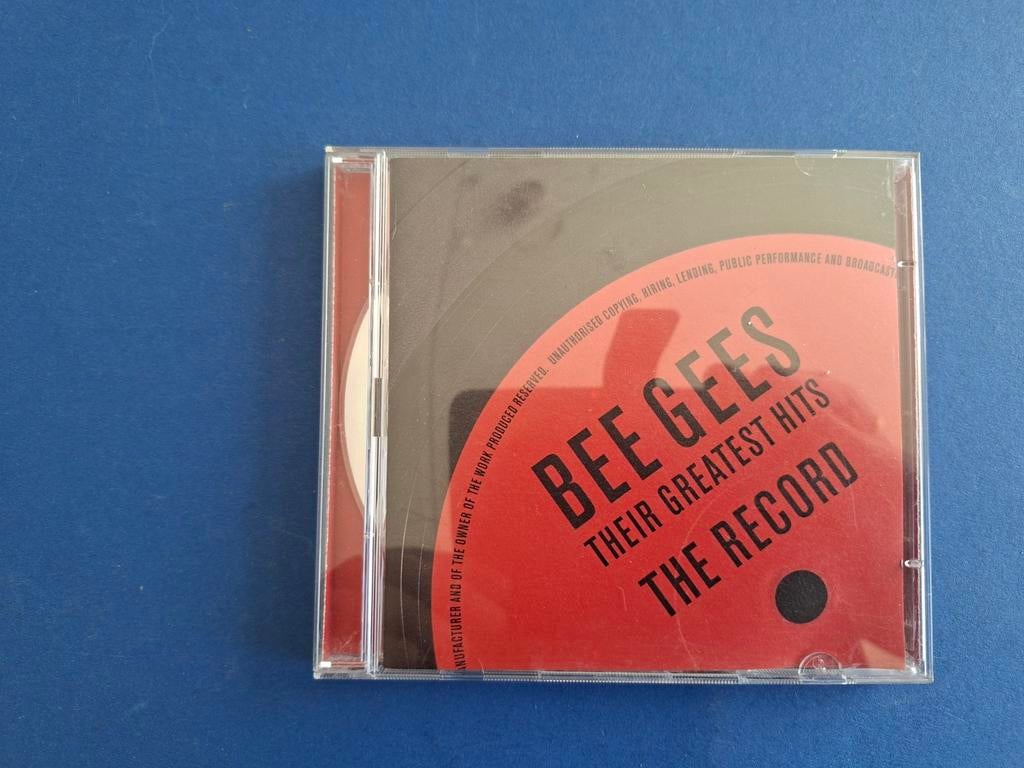 ANUFACTURER AND OF THE OWNER OF THE WORK PRODUCED RESERVED. UNAUTHORISED COPYING, HIRING, LENDING, PUBLIC PERFORMANCE AND BROADCAST
BEE GEES
THEIR GREATEST HITS
THE RECORD